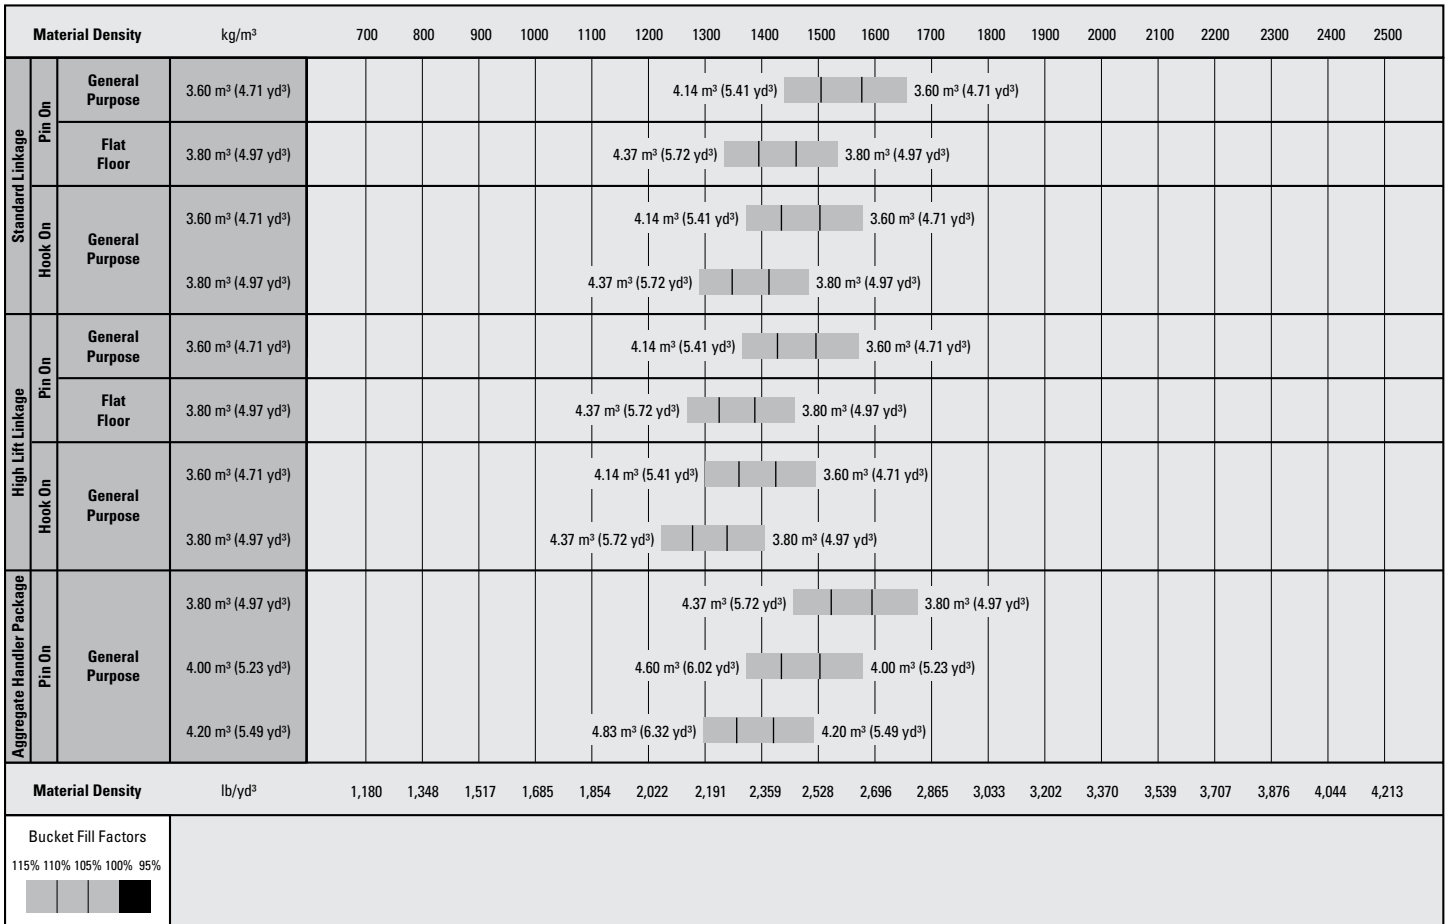 Material Density kg/m³ 700 800 900 1000 1100 1200 1300 1400 1500 1600 1700 1800 1900 2000 2100 2200 2300 2400 2500
Standard Linkage
Pin On
General
Purpose
3.60 m³ (4.71 yd³) 4.14 m³ (5.41 yd³) 3.60 m³ (4.71 yd³)
Flat
Floor
3.80 m³ (4.97 yd³) 4.37 m³ (5.72 yd³) 3.80 m³ (4.97 yd³)
Hook On
General
Purpose
3.60 m³ (4.71 yd³) 4.14 m³ (5.41 yd³) 3.60 m³ (4.71 yd³)
3.80 m³ (4.97 yd³) 4.37 m³ (5.72 yd³) 3.80 m³ (4.97 yd³)
High Lift Linkage
Pin On
General
Purpose
3.60 m³ (4.71 yd³) 4.14 m³ (5.41 yd³) 3.60 m³ (4.71 yd³)
Flat
Floor
3.80 m³ (4.97 yd³) 4.37 m³ (5.72 yd³) 3.80 m³ (4.97 yd³)
Hook On
General
Purpose
3.60 m³ (4.71 yd³) 4.14 m³ (5.41 yd³) 3.60 m³ (4.71 yd³)
3.80 m³ (4.97 yd³) 4.37 m³ (5.72 yd³) 3.80 m³ (4.97 yd³)
Aggregate Handler Package
Pin On
General
Purpose
3.80 m³ (4.97 yd³) 4.37 m³ (5.72 yd³) 3.80 m³ (4.97 yd³)
4.00 m³ (5.23 yd³) 4.60 m³ (6.02 yd³) 4.00 m³ (5.23 yd³)
4.20 m³ (5.49 yd³) 4.83 m³ (6.32 yd³) 4.20 m³ (5.49 yd³)
Material Density lb/yd³ 1,180 1,348 1,517 1,685 1,854 2,022 2,191 2,359 2,528 2,696 2,865 3,033 3,202 3,370 3,539 3,707 3,876 4,044 4,213
Bucket Fill Factors
115% 110% 105% 100% 95%